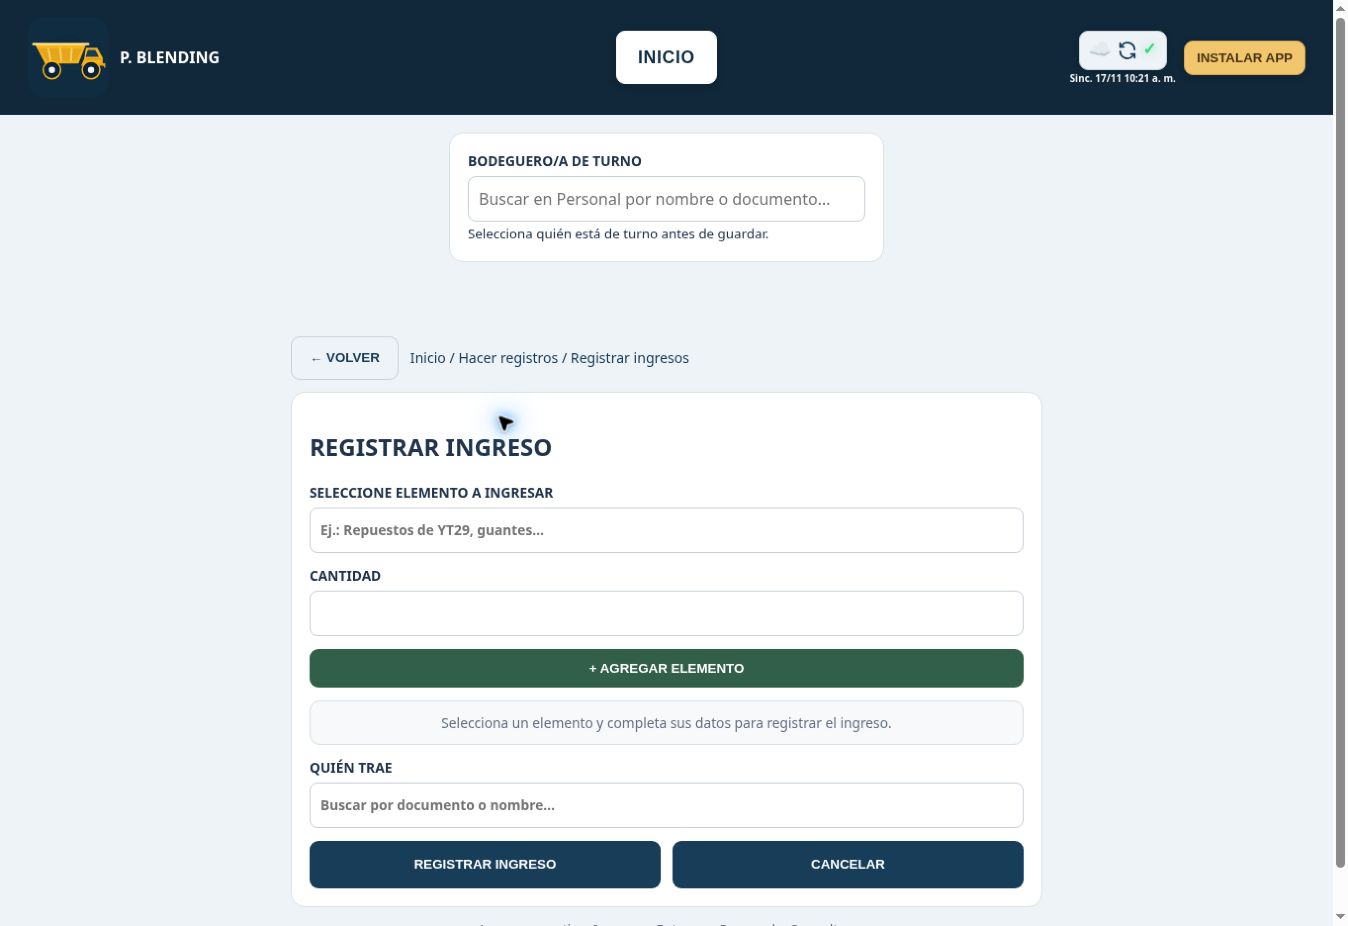 P. BLENDING
INICIO
✓
Sinc. 17/11 10:21 a. m.
INSTALAR APP
BODEGUERO/A DE TURNO
Buscar en Personal por nombre o documento...
Selecciona quién está de turno antes de guardar.
← VOLVER
Inicio / Hacer registros / Registrar ingresos
REGISTRAR INGRESO
SELECCIONE ELEMENTO A INGRESAR
Ej.: Repuestos de YT29, guantes...
CANTIDAD
+ AGREGAR ELEMENTO
Selecciona un elemento y completa sus datos para registrar el ingreso.
QUIÉN TRAE
Buscar por documento o nombre...
REGISTRAR INGRESO
CANCELAR